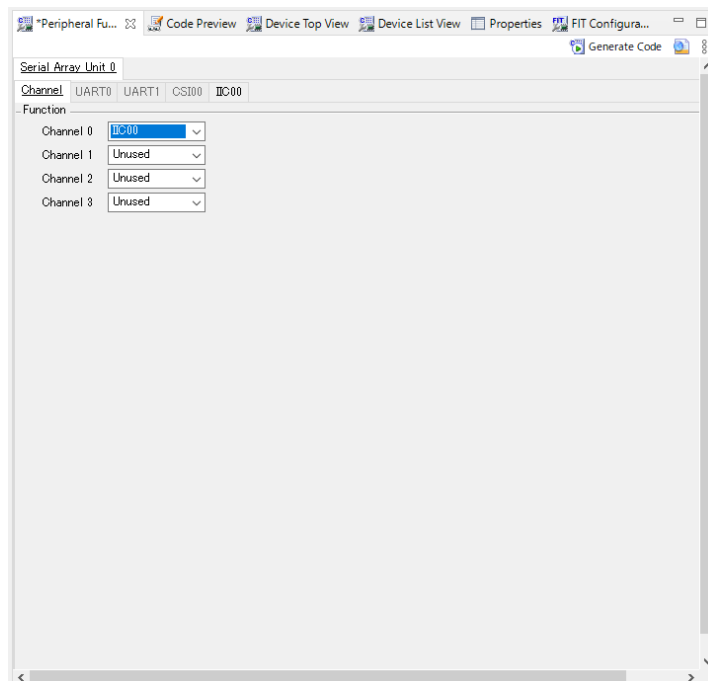 *Peripheral Fu... Code Preview Device Top View Device List View Properties FIT FIT Configura...
Generate Code
Serial Array Unit 0
Channel UART0 UART1 CSI00 IIC00
Function
Channel 0 IIC00
Channel 1 Unused
Channel 2 Unused
Channel 3 Unused